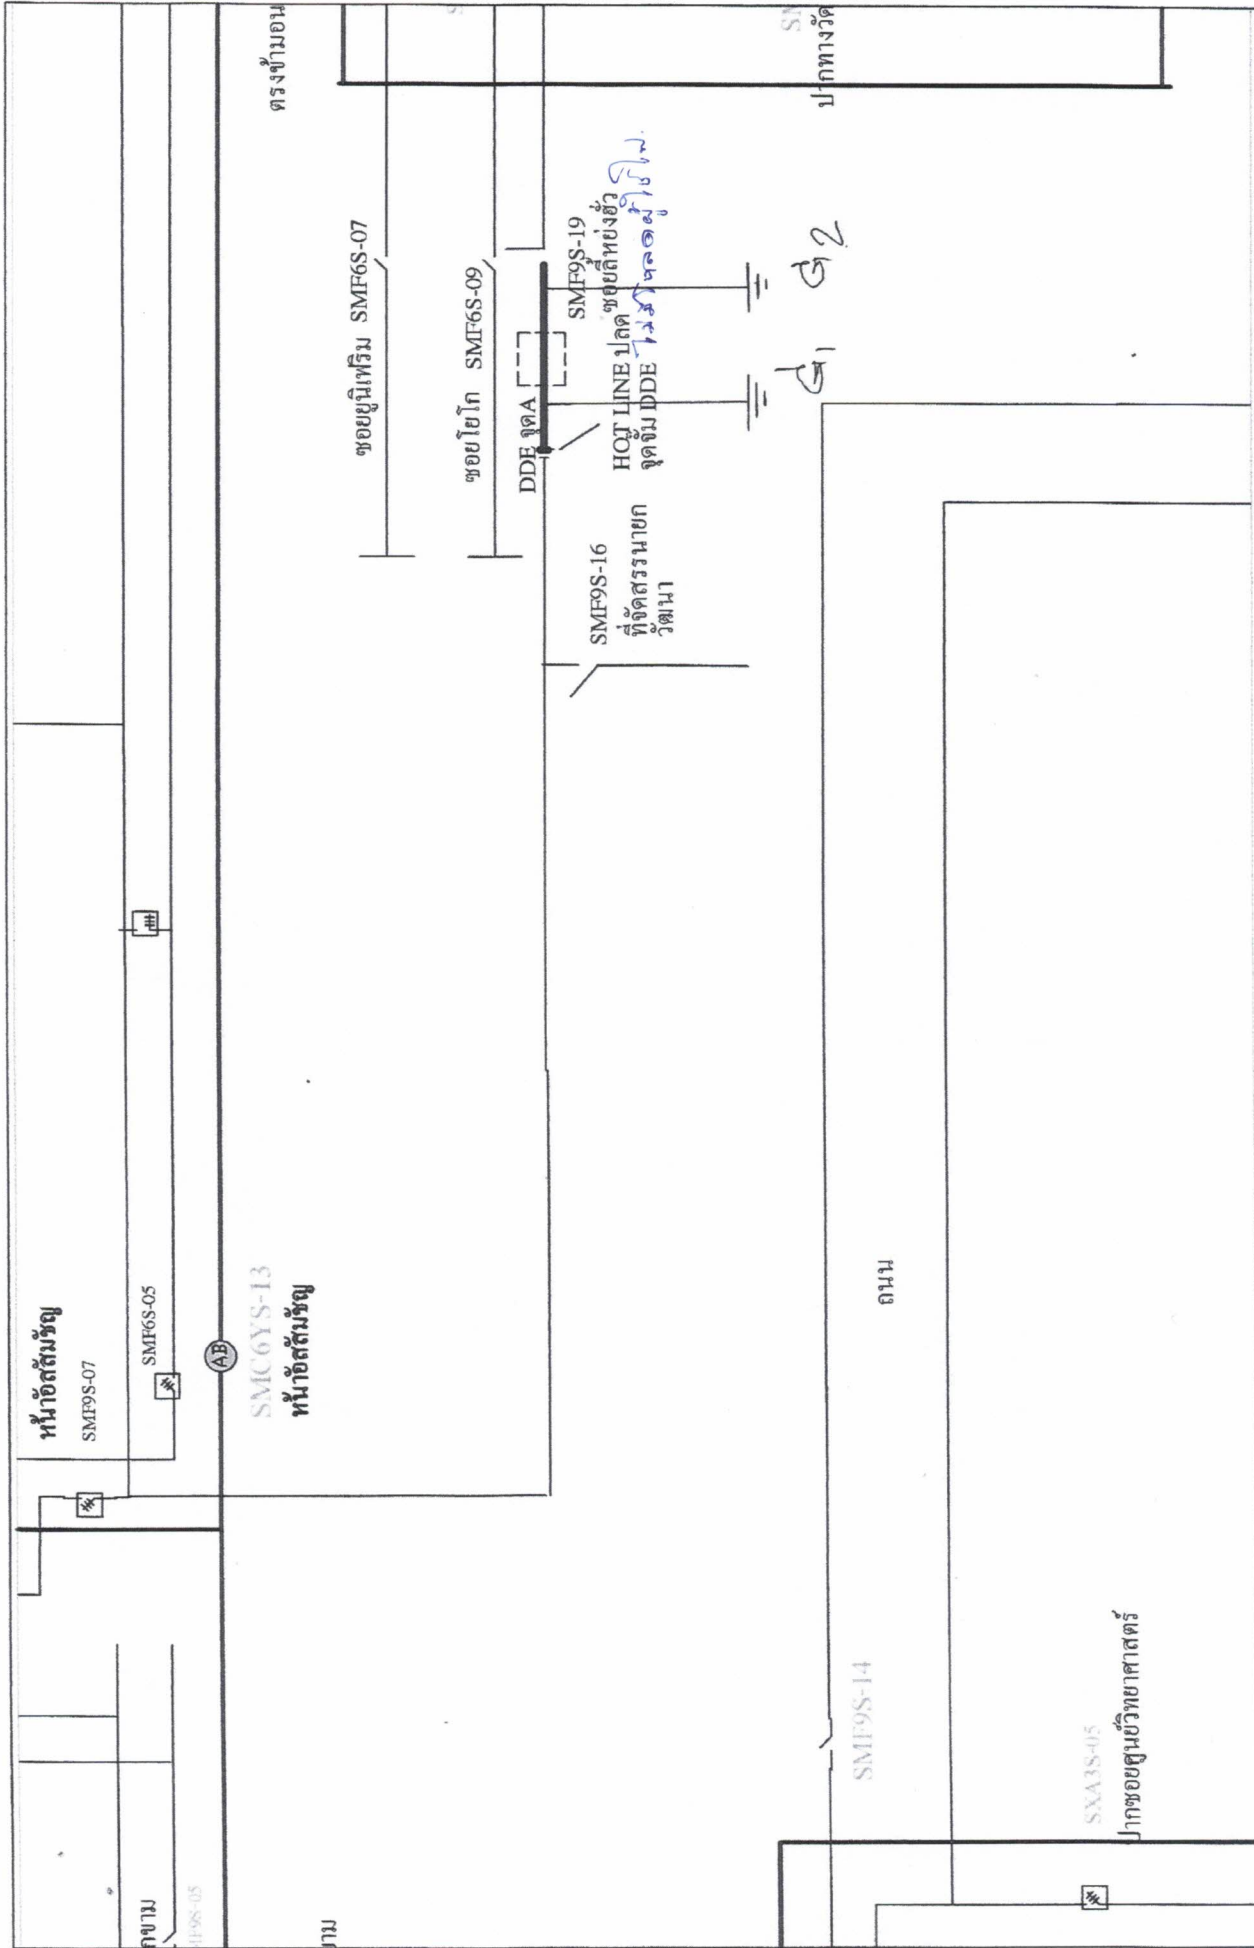 ตรงข้ามอน
ปากทางวัด
ซอยยูนิเฟริม SMF6S-07
ซอยโยโก SMF6S-09
DDE จุดA
SMF9S-19
ซอยลีหย่งฮั้ว
HOT LINE ปลด
จุดจัม DDE
G1
G2
SMF9S-16
ที่จัดสรรนายก
วัฒนา
หน้าอัสสัมชัญ
SMF9S-07
SMF6S-05
AB
SMC6YS-13
หน้าอัสสัมชัญ
ถนน
SMF9S-14
SXA3S-05
ปากซอยศูนย์วิทยาศาสตร์
กขาม
MF9S-05